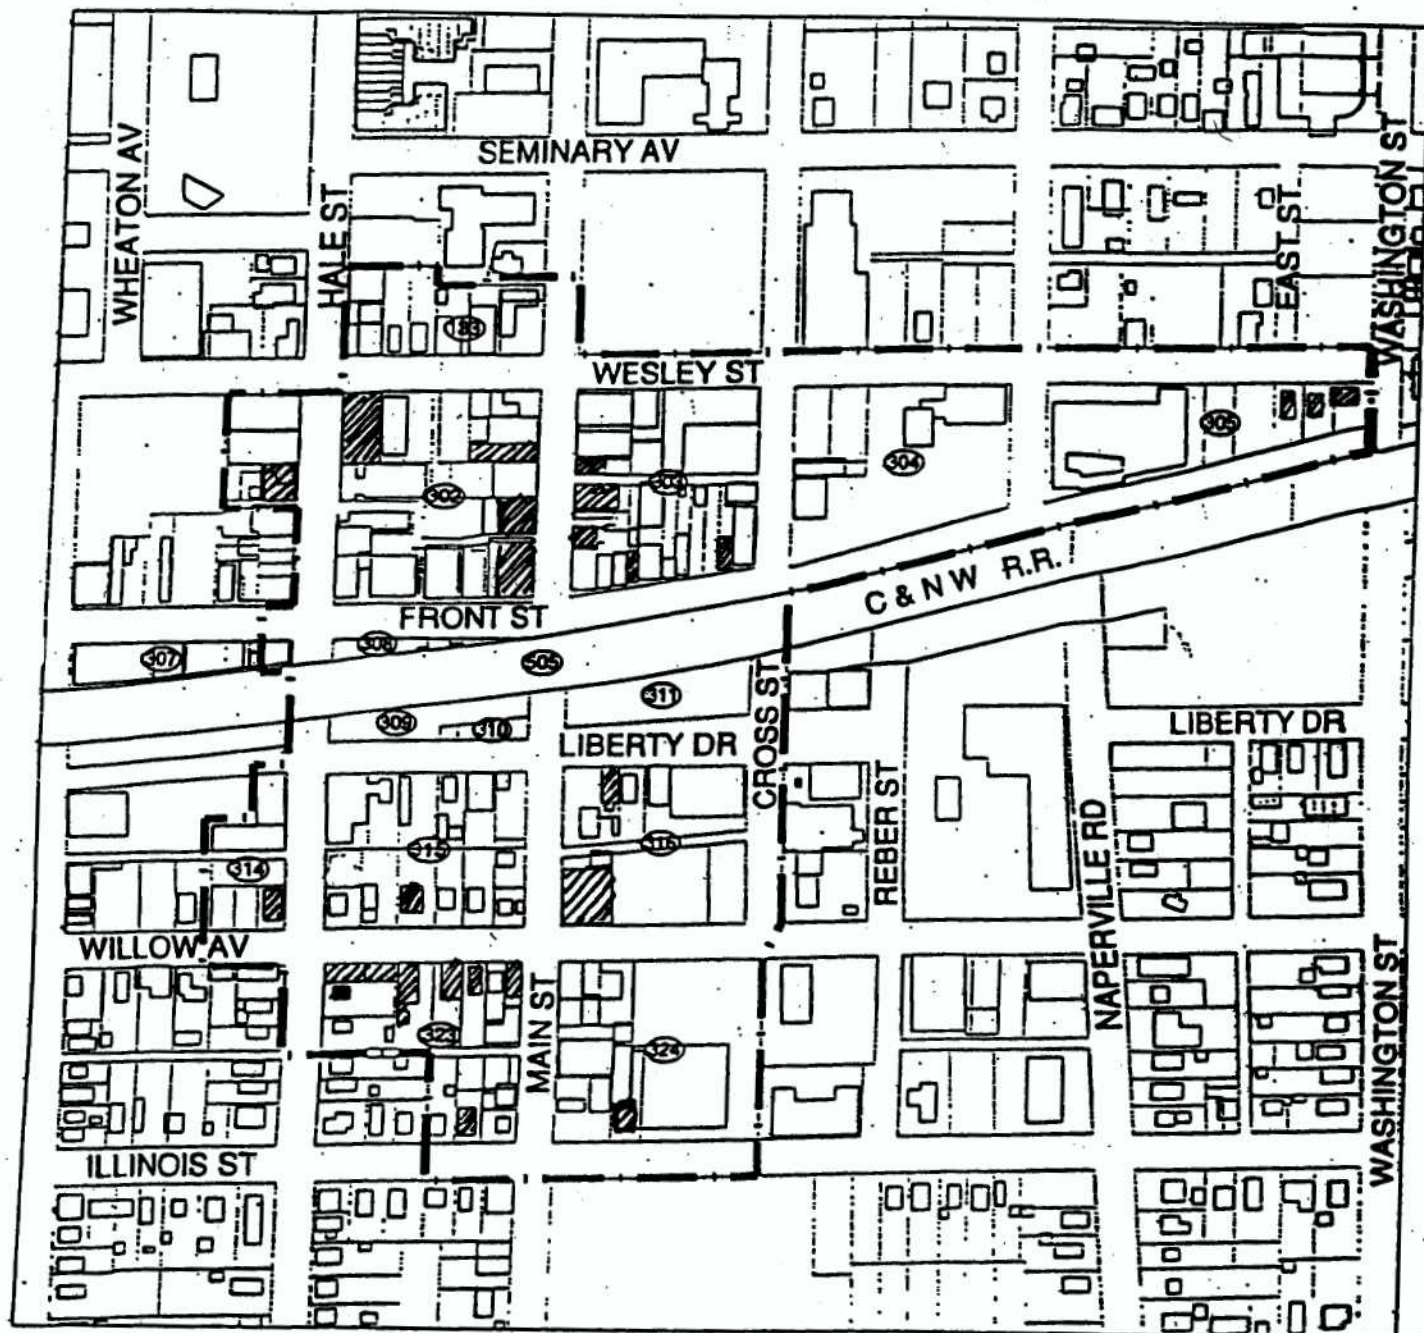 SEMINARY AV
WHEATON AV
HALE ST
EAST ST
WASHINGTON ST
183
WESLEY ST
302
303
304
305
C & N W R.R.
FRONT ST
307
308
505
309
310
311
LIBERTY DR
LIBERTY DR
CROSS ST
REBER ST
NAPERVILLE RD
314
315
316
WILLOW AV
MAIN ST
323
324
WASHINGTON ST
ILLINOIS ST